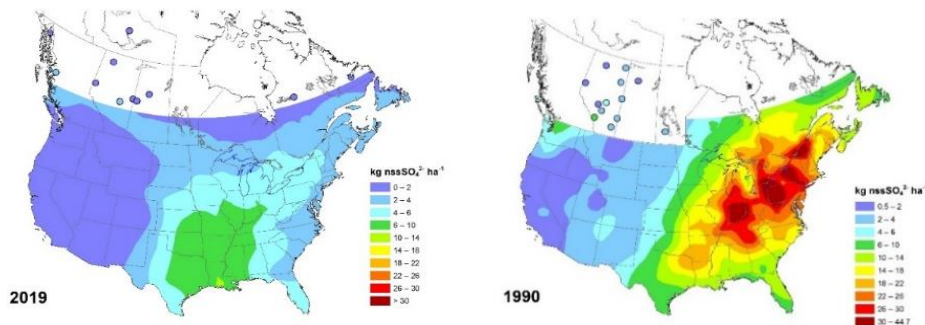 kg nssSO₄²⁻ ha⁻¹
0 – 2
2 – 4
4 – 6
6 – 10
10 – 14
14 – 18
18 – 22
22 – 26
26 – 30
> 30
2019
kg nssSO₄²⁻ ha⁻¹
0.5 – 2
2 – 4
4 – 6
6 – 10
10 – 14
14 – 18
18 – 22
22 – 26
26 – 30
30 – 44.7
1990